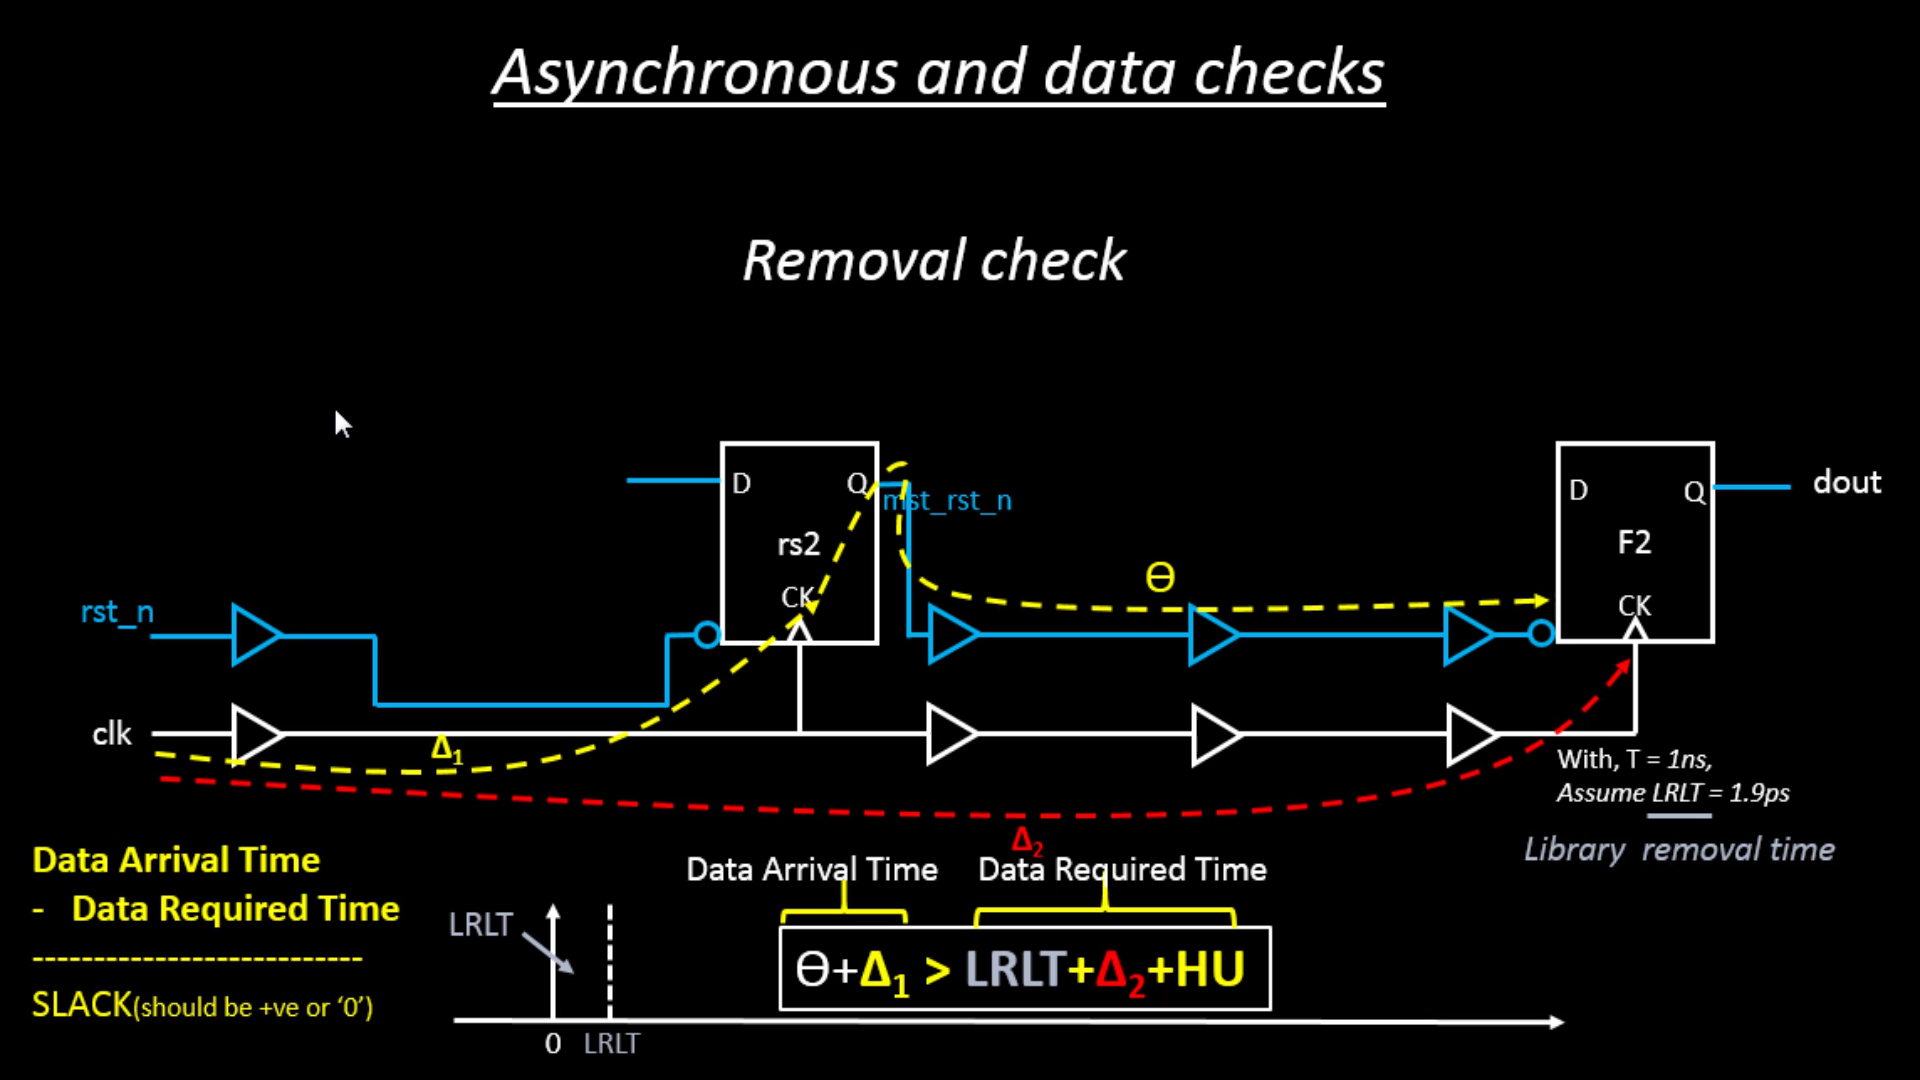 Asynchronous and data checks
Removal check
D Q
mst_rst_n
rs2
CK
D Q
dout
F2
CK
ϴ
rst_n
clk
Δ1
Δ2
With, T = 1ns,
Assume LRLT = 1.9ps
Library removal time
Data Arrival Time
- Data Required Time
--------------------------
SLACK(should be +ve or ‘0’)
LRLT
0 LRLT
Data Arrival Time Data Required Time
ϴ+Δ1 > LRLT+Δ2+HU